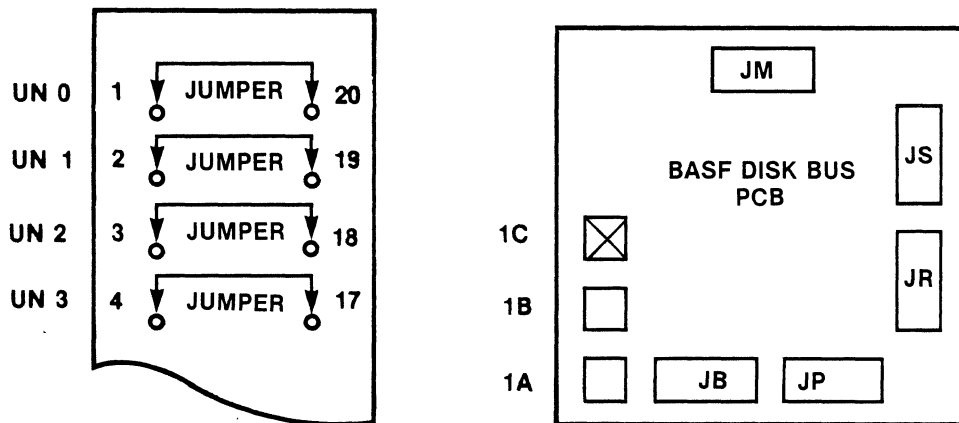 UN 0 1 JUMPER 20
UN 1 2 JUMPER 19
UN 2 3 JUMPER 18
UN 3 4 JUMPER 17
JM
JS
BASF DISK BUS
PCB
1C
JR
1B
1A
JB
JP